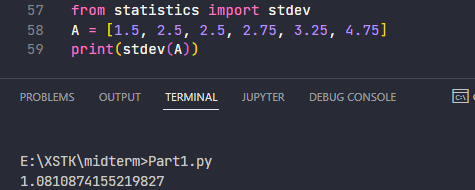 57 from statistics import stdev
58 A = [1.5, 2.5, 2.5, 2.75, 3.25, 4.75]
59 print(stdev(A))
PROBLEMS OUTPUT TERMINAL JUPYTER DEBUG CONSOLE
E:\XSTK\midterm>Part1.py
1.0810874155219827